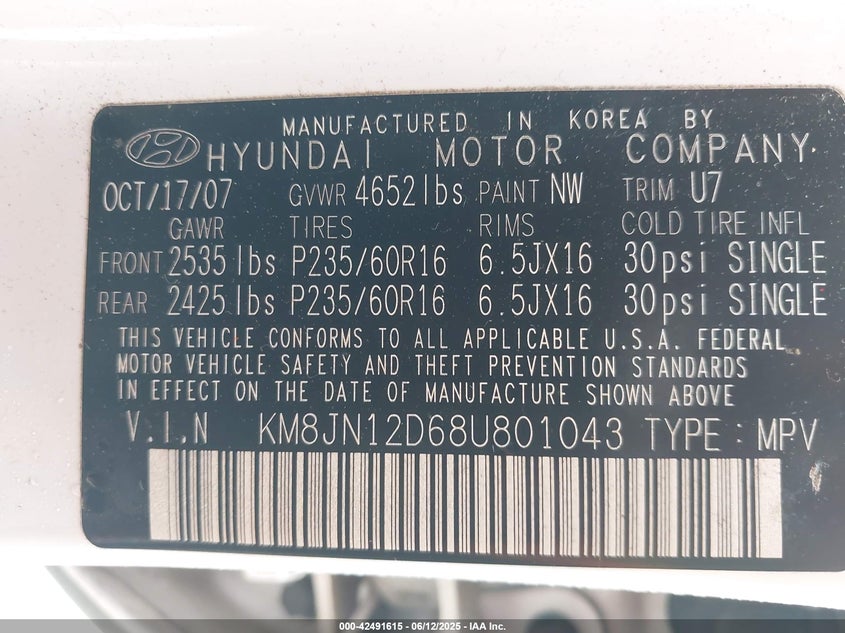 MANUFACTURED IN KOREA BY
HYUNDAI MOTOR COMPANY
OCT/17/07 GVWR 4652lbs PAINT NW TRIM U7
GAWR TIRES RIMS COLD TIRE INFL
FRONT 2535lbs P235/60R16 6.5JX16 30psi SINGLE
REAR 2425lbs P235/60R16 6.5JX16 30psi SINGLE
THIS VEHICLE CONFORMS TO ALL APPLICABLE U.S.A. FEDERAL
MOTOR VEHICLE SAFETY AND THEFT PREVENTION STANDARDS
IN EFFECT ON THE DATE OF MANUFACTURE SHOWN ABOVE
V.I.N KM8JN12D68U801043 TYPE : MPV
000-42491615 - 06/12/2025 - IAA Inc.